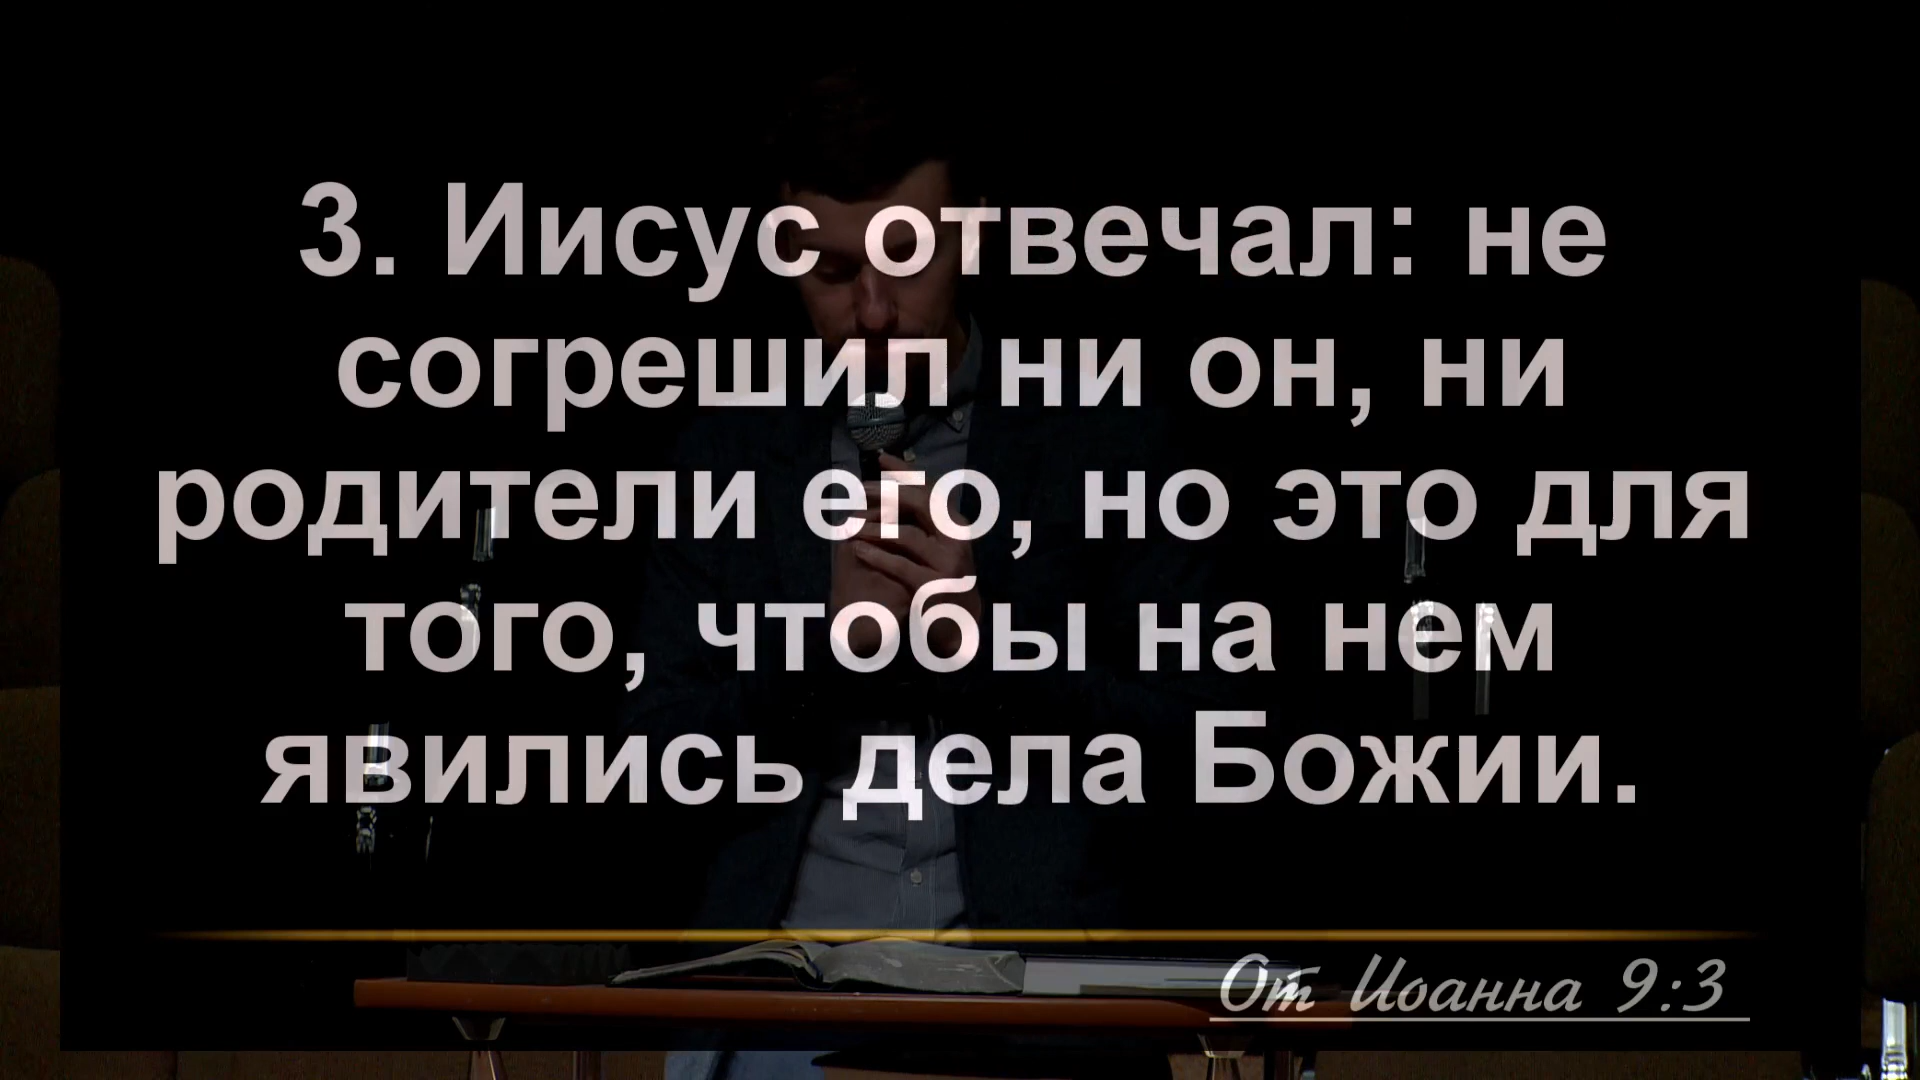 3. Иисус отвечал: не
согрешил ни он, ни
родители его, но это для
того, чтобы на нем
явились дела Божии.
От Иоанна 9:3